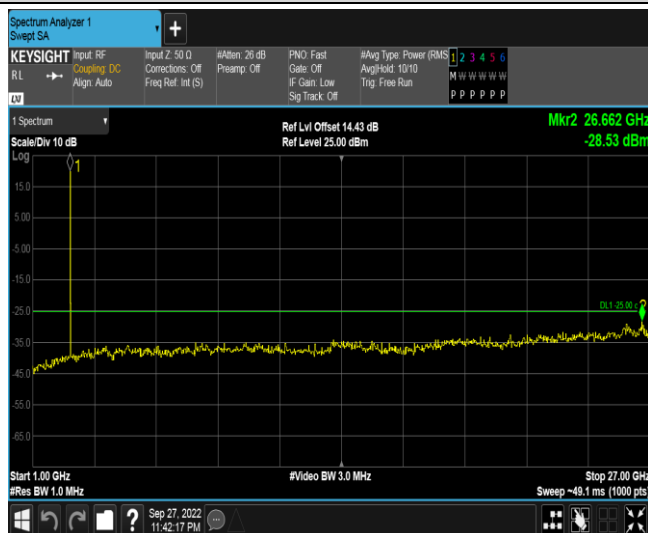 Spectrum Analyzer 1
Swept SA
+
KEYSIGHT Input: RF Input Z: 50 Ω #Atten: 26 dB PNO: Fast #Avg Type: Power (RMS 1 2 3 4 5 6
RL Coupling: DC Corrections: Off Preamp: Off Gate: Off Avg|Hold: 10/10 M W W W W W
Align: Auto Freq Ref: Int (S) IF Gain: Low Trig: Free Run
Sig Track: Off P P P P P P
LXI
1 Spectrum Ref Lvl Offset 14.43 dB Mkr2 26.662 GHz
Scale/Div 10 dB Ref Level 25.00 dBm -28.53 dBm
Log
1
15.0
5.00
-5.00
-15.0
-25.0
DL1 -25.00
2
-35.0
-45.0
-55.0
-65.0
Start 1.00 GHz #Video BW 3.0 MHz Stop 27.00 GHz
#Res BW 1.0 MHz Sweep ~49.1 ms (1000 pts)
? Sep 27, 2022
11:42:17 PM